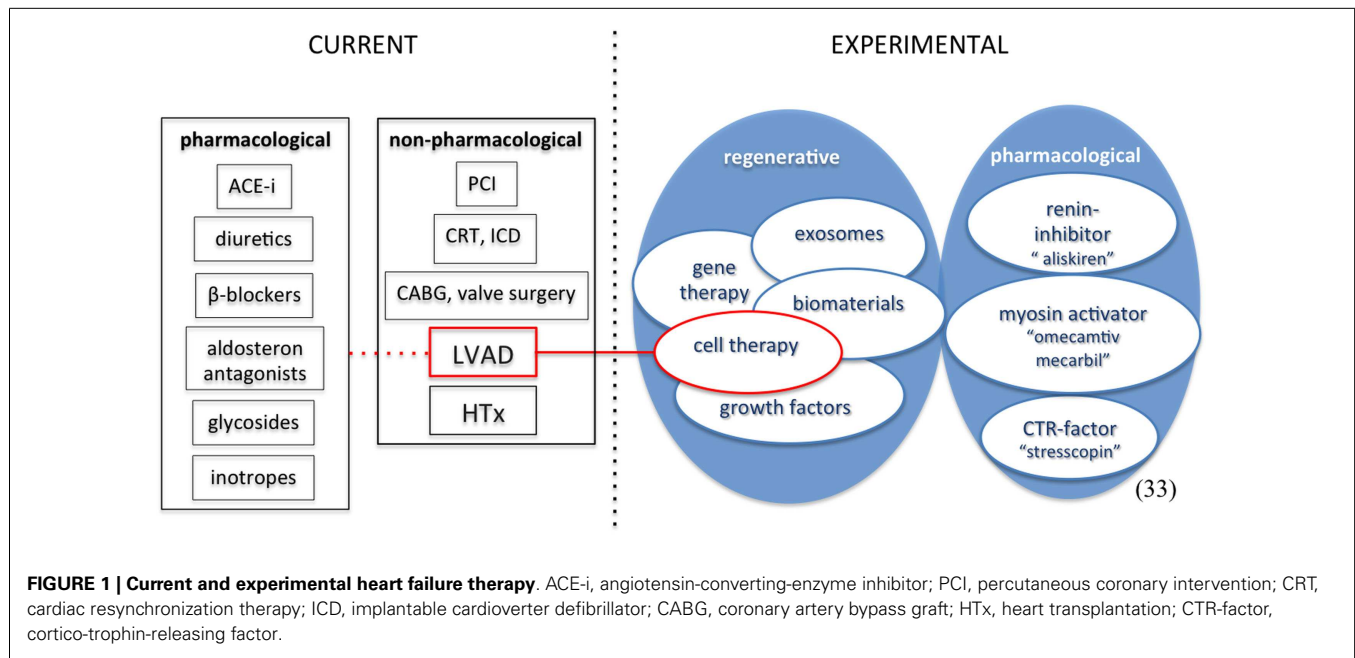 CURRENT
EXPERIMENTAL
pharmacological
ACE-i
diuretics
β-blockers
aldosteron
antagonists
glycosides
inotropes
non-pharmacological
PCI
CRT, ICD
CABG, valve surgery
LVAD
HTx
regenerative
exosomes
gene
therapy
biomaterials
cell therapy
growth factors
pharmacological
renin-
inhibitor
“ aliskiren”
myosin activator
“omecamtiv
mecarbil”
CTR-factor
“stresscopin”
(33)
FIGURE 1 | Current and experimental heart failure therapy. ACE-i, angiotensin-converting-enzyme inhibitor; PCI, percutaneous coronary intervention; CRT,
cardiac resynchronization therapy; ICD, implantable cardioverter defibrillator; CABG, coronary artery bypass graft; HTx, heart transplantation; CTR-factor,
cortico-trophin-releasing factor.